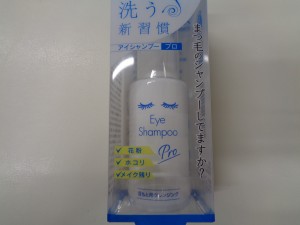 洗う
新習慣
アイシャンプー プロ
まつ毛のシャンプーしてますか?
Eye
Shampoo
Pro
花粉
ホコリ
メイク残り